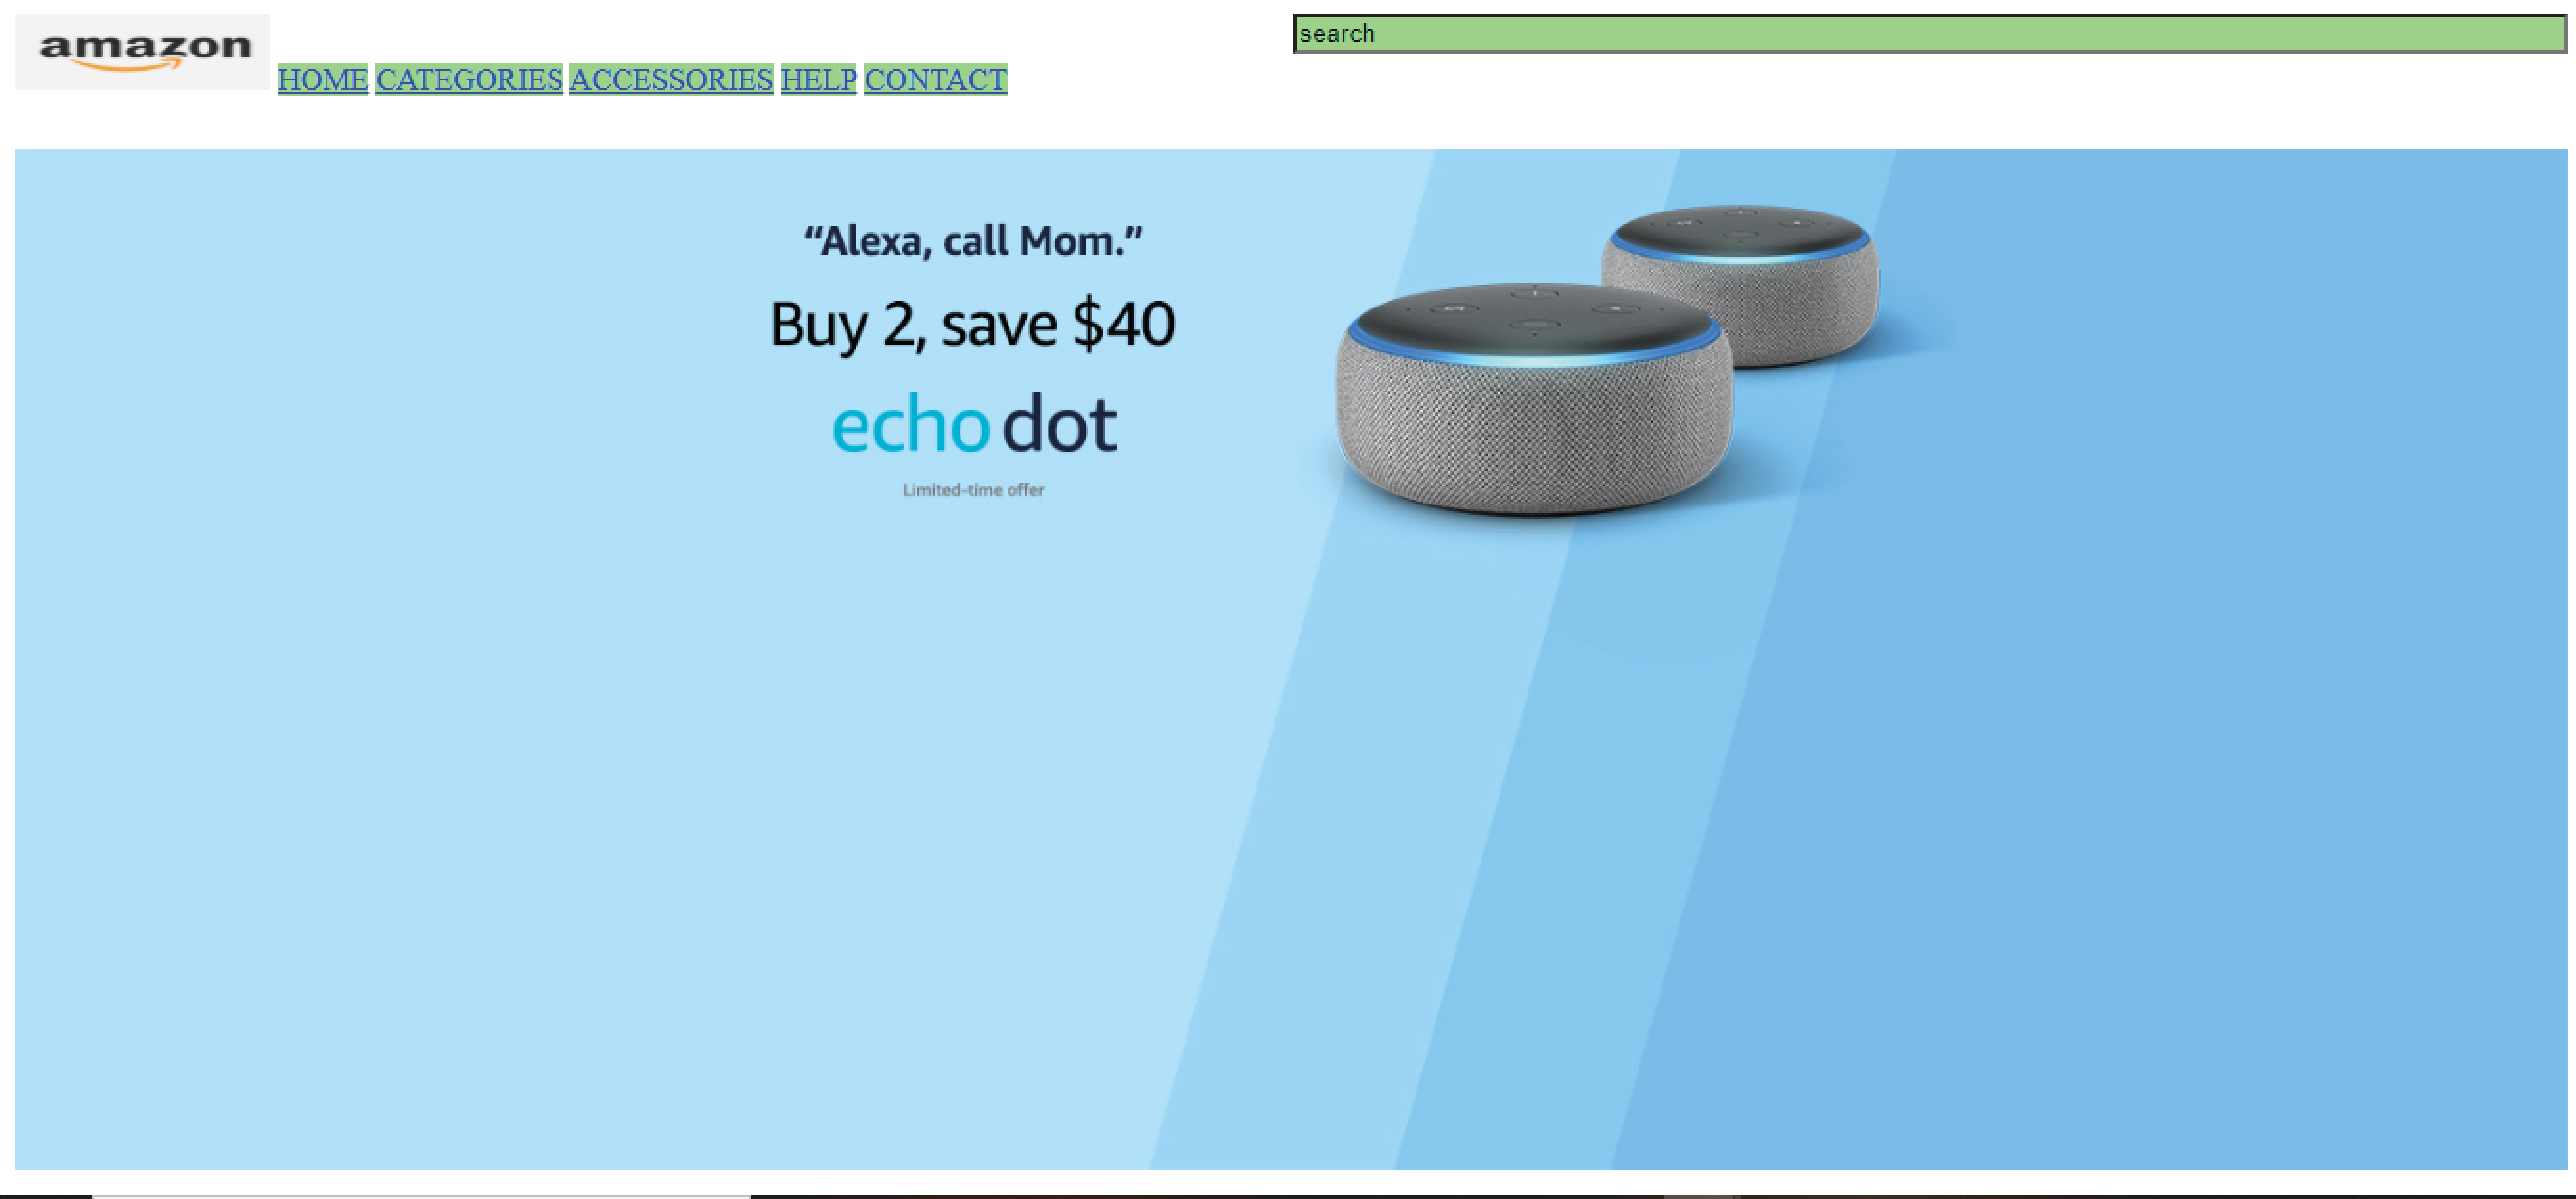 amazon
search
HOME CATEGORIES ACCESSORIES HELP CONTACT
“Alexa, call Mom.”
Buy 2, save $40
echo dot
Limited-time offer